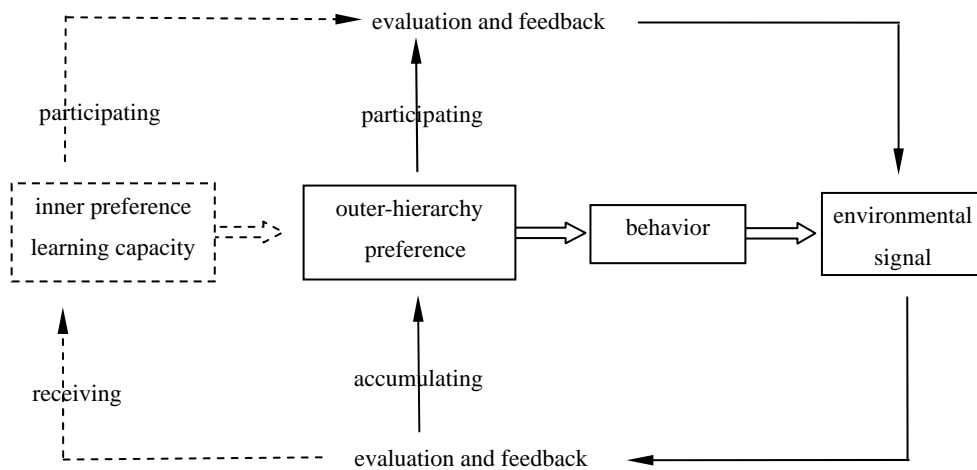 evaluation and feedback
participating
participating
inner preference
learning capacity
outer-hierarchy
preference
behavior
environmental
signal
receiving
accumulating
evaluation and feedback